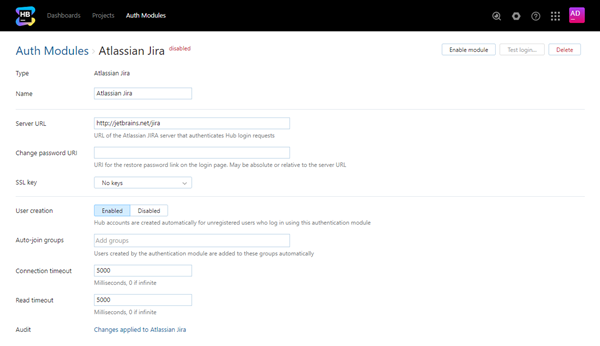 HB
Dashboards Projects Auth Modules
AD
Auth Modules › Atlassian Jira disabled
Enable module Test login... Delete
Type Atlassian Jira
Name Atlassian Jira
Server URL http://jetbrains.net/jira
URL of the Atlassian JIRA server that authenticates Hub login requests
Change password URI
URI for the restore password link on the login page. May be absolute or relative to the server URL
SSL key No keys
User creation Enabled Disabled
Hub accounts are created automatically for unregistered users who log in using this authentication module
Auto-join groups Add groups
Users created by the authentication module are added to these groups automatically
Connection timeout 5000
Milliseconds, 0 if infinite
Read timeout 5000
Milliseconds, 0 if infinite
Audit Changes applied to Atlassian Jira